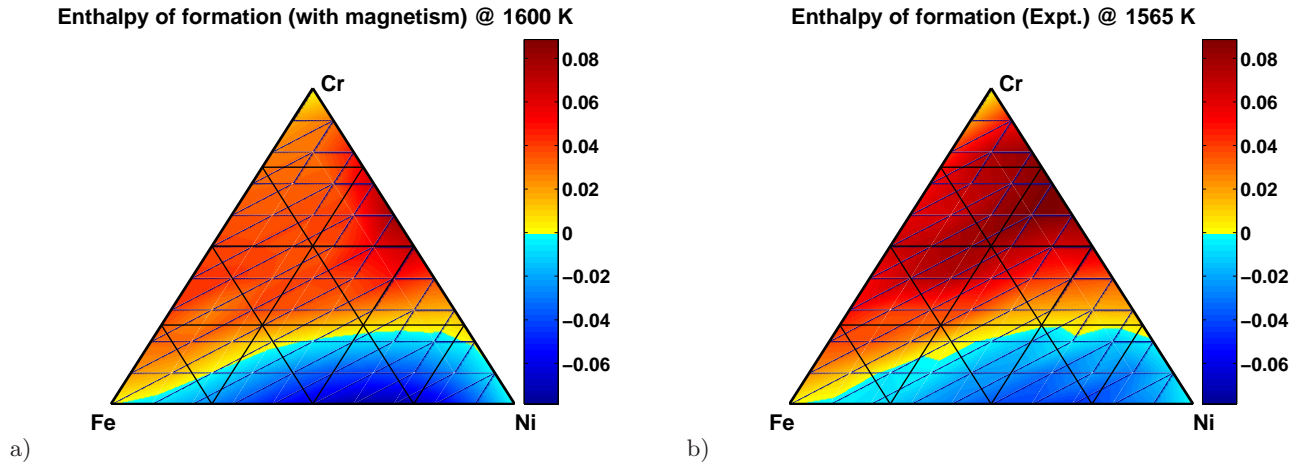 Enthalpy of formation (with magnetism) @ 1600 K
Cr
Fe
Ni
0.08
0.06
0.04
0.02
0
−0.02
−0.04
−0.06
a)
Enthalpy of formation (Expt.) @ 1565 K
Cr
Fe
Ni
0.08
0.06
0.04
0.02
0
−0.02
−0.04
−0.06
b)